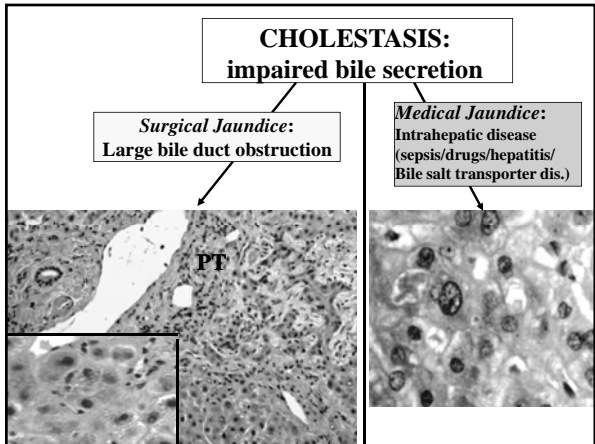 CHOLESTASIS:
impaired bile secretion
Surgical Jaundice:
Large bile duct obstruction
Medical Jaundice:
Intrahepatic disease
(sepsis/drugs/hepatitis/
Bile salt transporter dis.)
PT